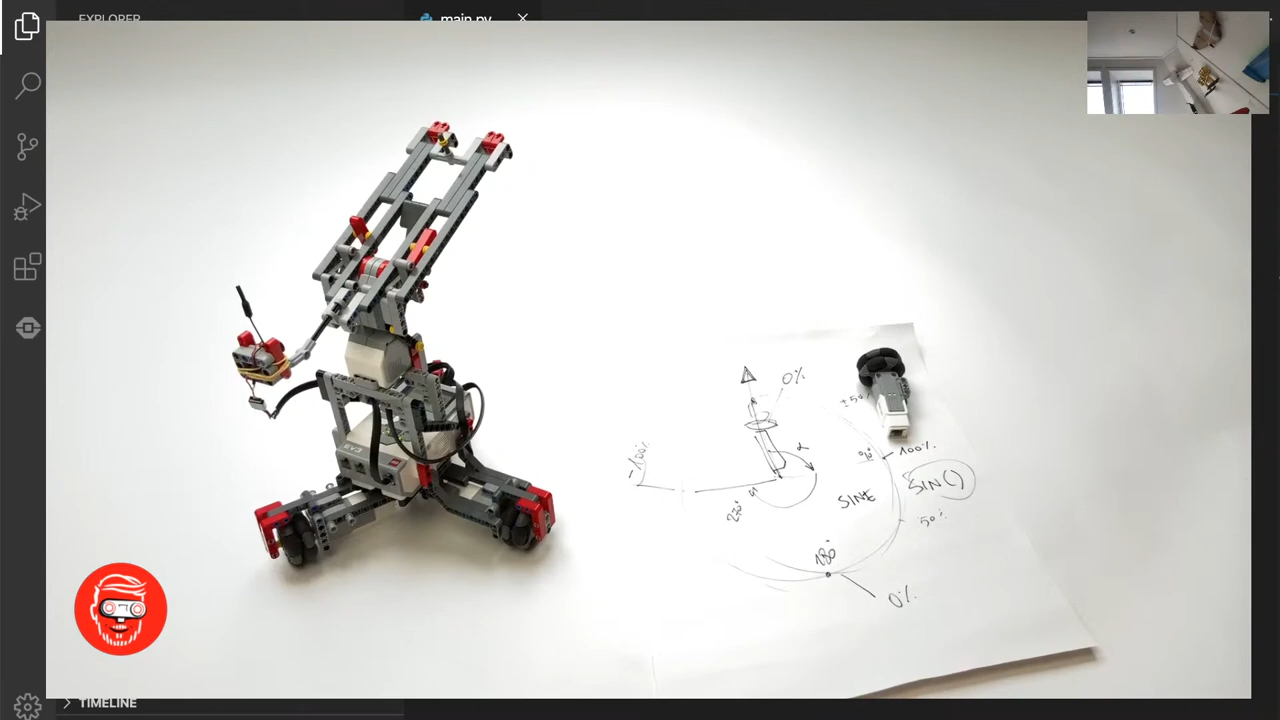 EXPLORER
main.py
EV3
0%
±50
-100%
90°
100%
α
SINE
SIN()
270°
50%
180°
0%
TIMELINE